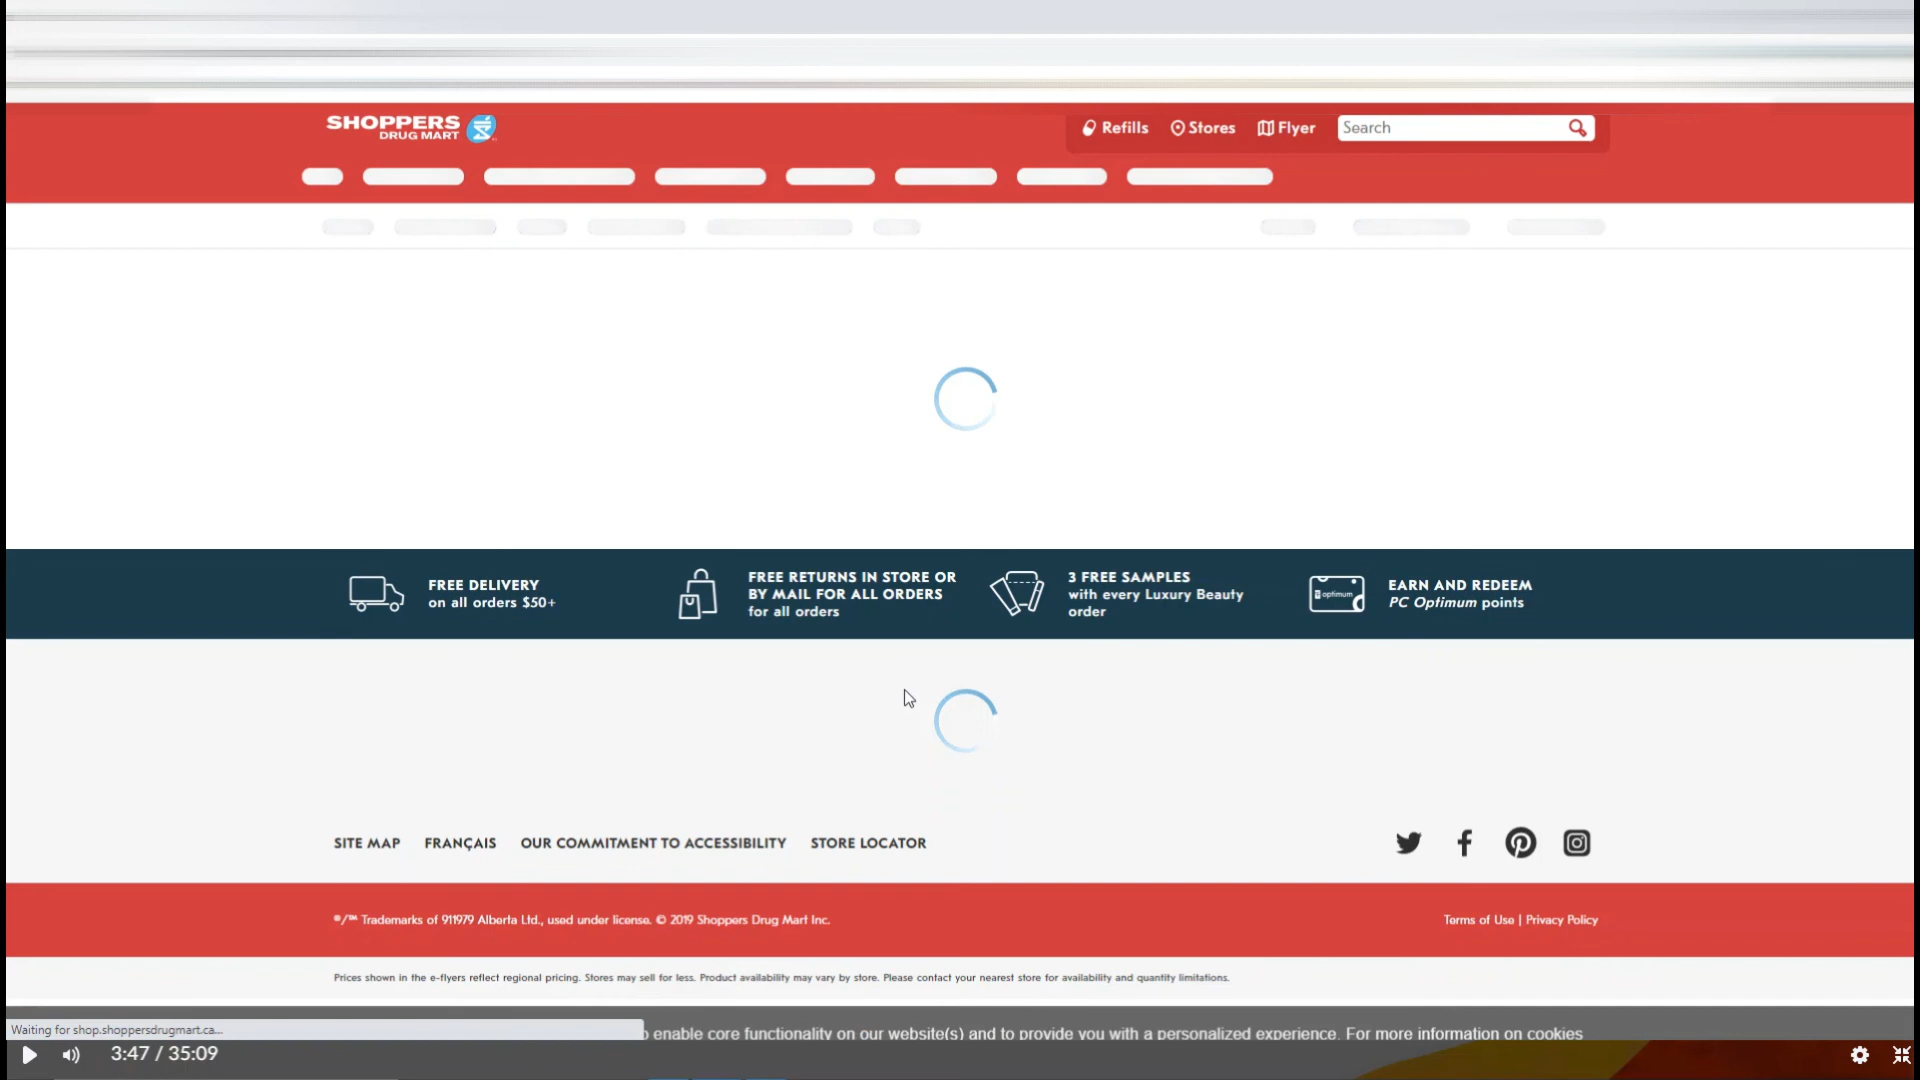 SHOPPERS
DRUG MART
Refills
Stores
Flyer
Search
FREE DELIVERY
on all orders $50+
FREE RETURNS IN STORE OR
BY MAIL FOR ALL ORDERS
for all orders
3 FREE SAMPLES
with every Luxury Beauty
order
optimum
EARN AND REDEEM
PC Optimum points
SITE MAP
FRANÇAIS
OUR COMMITMENT TO ACCESSIBILITY
STORE LOCATOR
®/™ Trademarks of 911979 Alberta Ltd., used under license. © 2019 Shoppers Drug Mart Inc.
Terms of Use | Privacy Policy
Prices shown in the e-flyers reflect regional pricing. Stores may sell for less. Product availability may vary by store. Please contact your nearest store for availability and quantity limitations.
Waiting for shop.shoppersdrugmart.ca...
enable core functionality on our website(s) and to provide you with a personalized experience. For more information on cookies
3:47 / 35:09